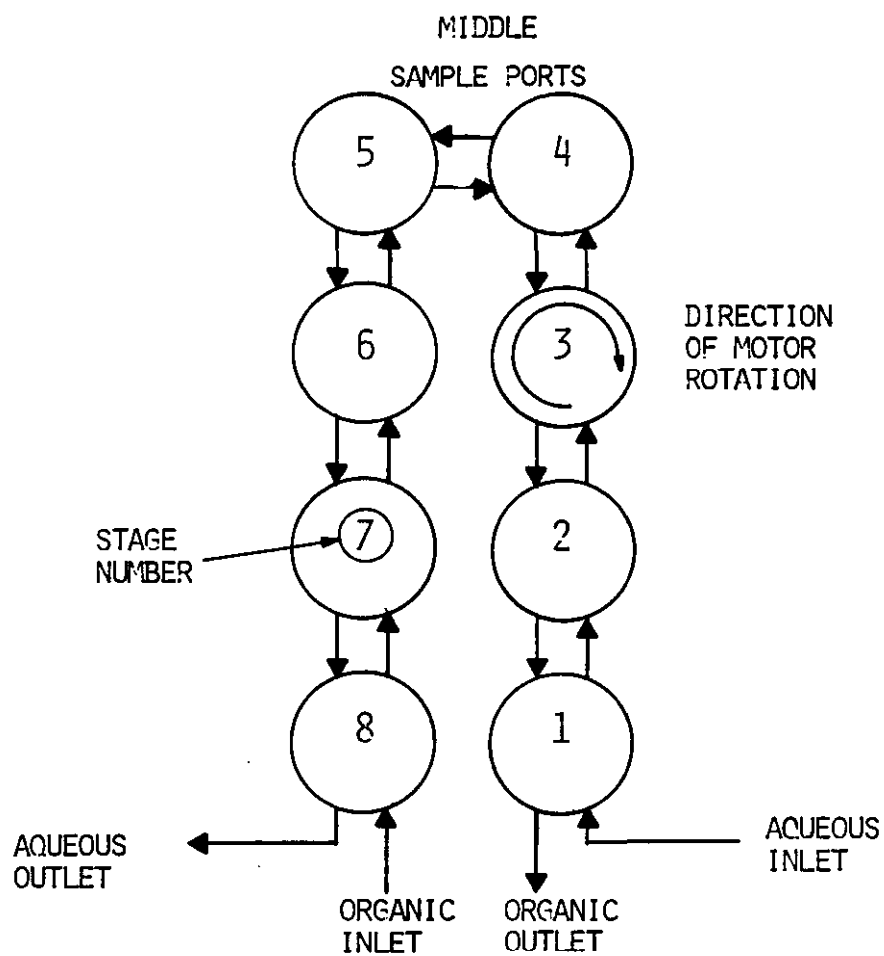 MIDDLE
SAMPLE PORTS
5
4
6
3
DIRECTION
OF MOTOR
ROTATION
STAGE
NUMBER
7
2
8
1
AQUEOUS
OUTLET
ORGANIC
INLET
ORGANIC
OUTLET
AQUEOUS
INLET